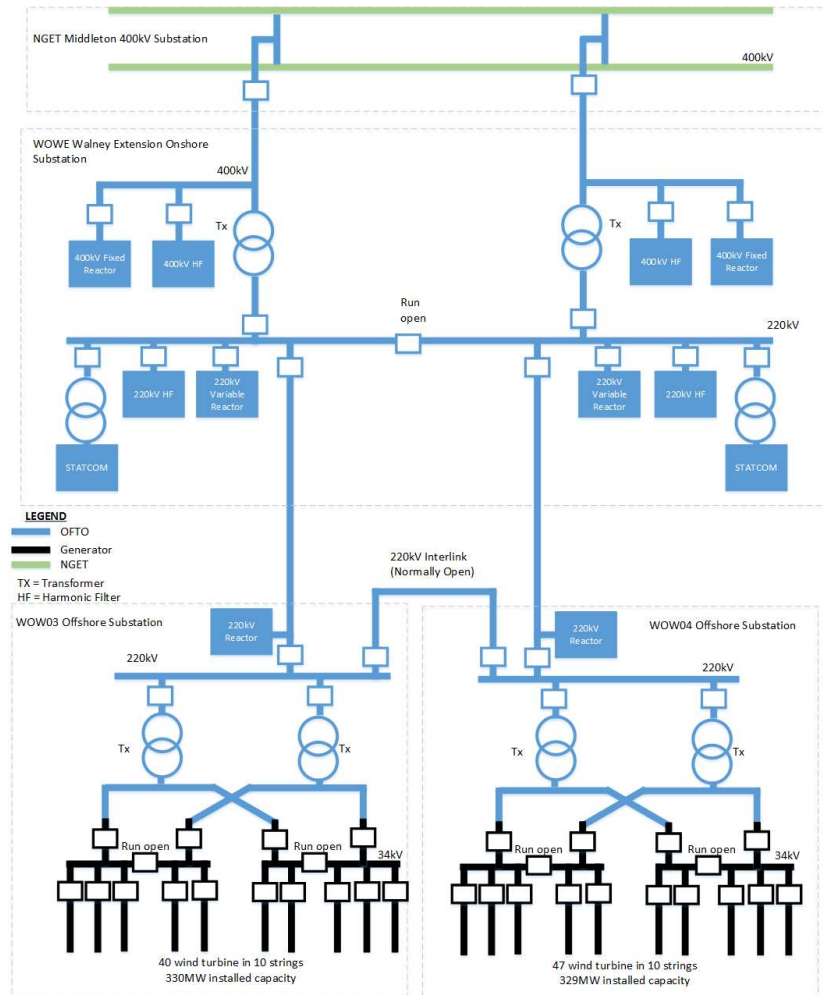 NGET Middleton 400kV Substation
400kV
WOWE Walney Extension Onshore
Substation
400kV
Tx
Tx
400kV Fixed
Reactor
400kV HF
400kV HF
400kV Fixed
Reactor
Run
open
220kV
220kV HF
220kV
Variable
Reactor
220kV
Variable
Reactor
220kV HF
STATCOM
STATCOM
LEGEND
OFTO
Generator
NGET
TX = Transformer
HF = Harmonic Filter
220kV Interlink
(Normally Open)
WOW03 Offshore Substation
220kV
Reactor
220kV
Reactor
WOW04 Offshore Substation
220kV
220kV
Tx
Tx
Tx
Tx
Run open
Run open
34kV
Run open
Run open
34kV
40 wind turbine in 10 strings
330MW installed capacity
47 wind turbine in 10 strings
329MW installed capacity